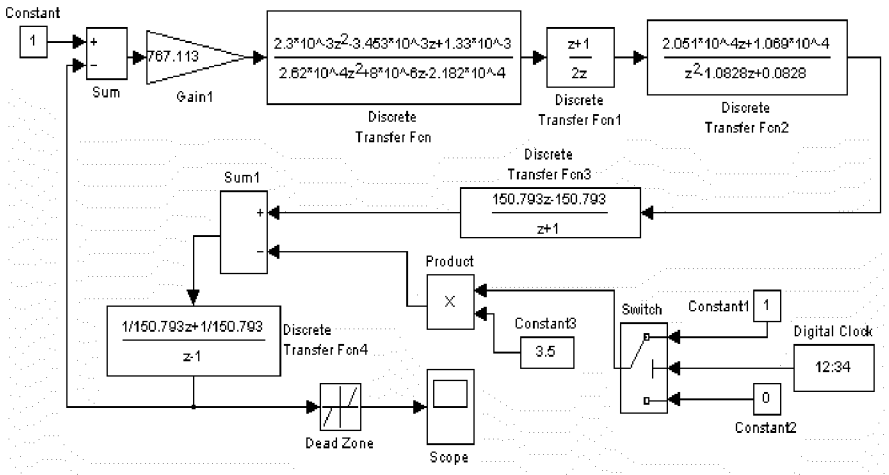 Constant
1
+
−
Sum
767.113
Gain1
2.3*10^-3z²-3.453*10^-3z+1.33*10^-3
2.62*10^-4z²+8*10^-6z-2.182*10^-4
Discrete
Transfer Fcn
z+1
2z
Discrete
Transfer Fcn1
2.051*10^-4z+1.069*10^-4
z²-1.0828z+0.0828
Discrete
Transfer Fcn2
Discrete
Transfer Fcn3
150.793z-150.793
z+1
Sum1
+
−
Product
X
Constant3
3.5
Switch
Constant1
1
Digital Clock
12:34
0
Constant2
1/150.793z+1/150.793
z-1
Discrete
Transfer Fcn4
Dead Zone
Scope